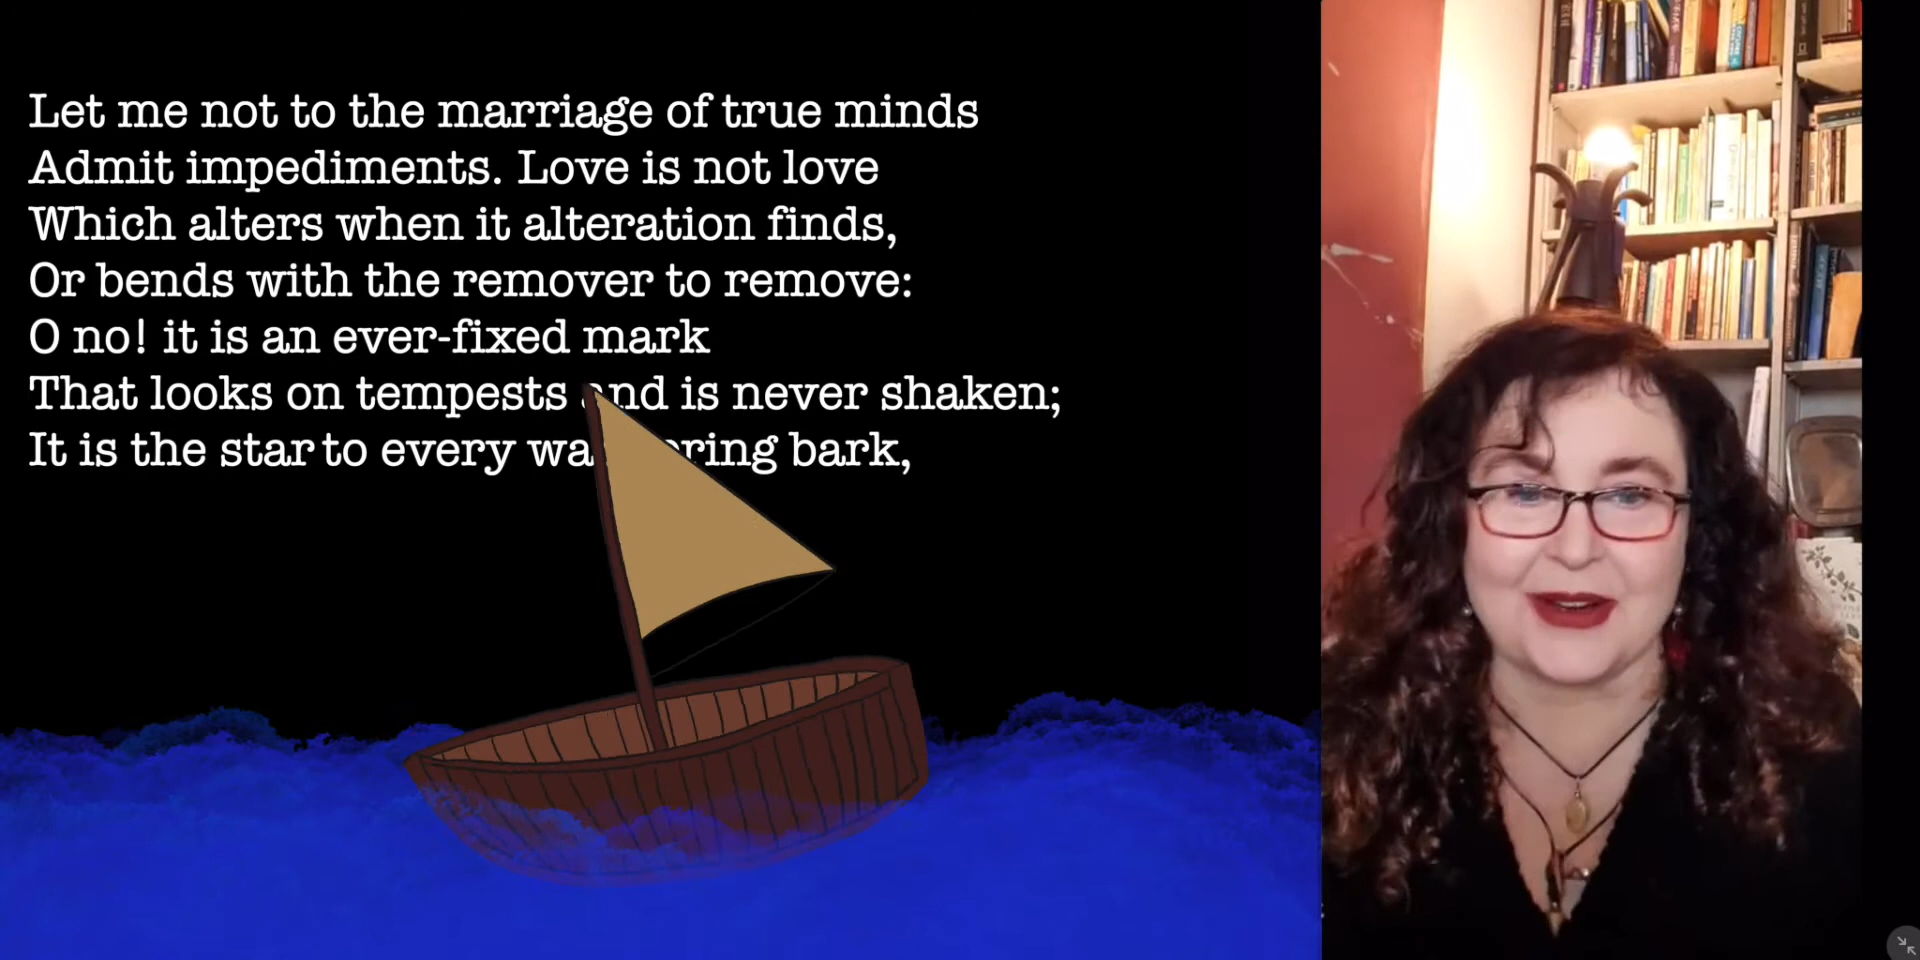 Let me not to the marriage of true minds
Admit impediments. Love is not love
Which alters when it alteration finds,
Or bends with the remover to remove:
O no! it is an ever-fixed mark
That looks on tempests and is never shaken;
It is the star to every wandering bark,